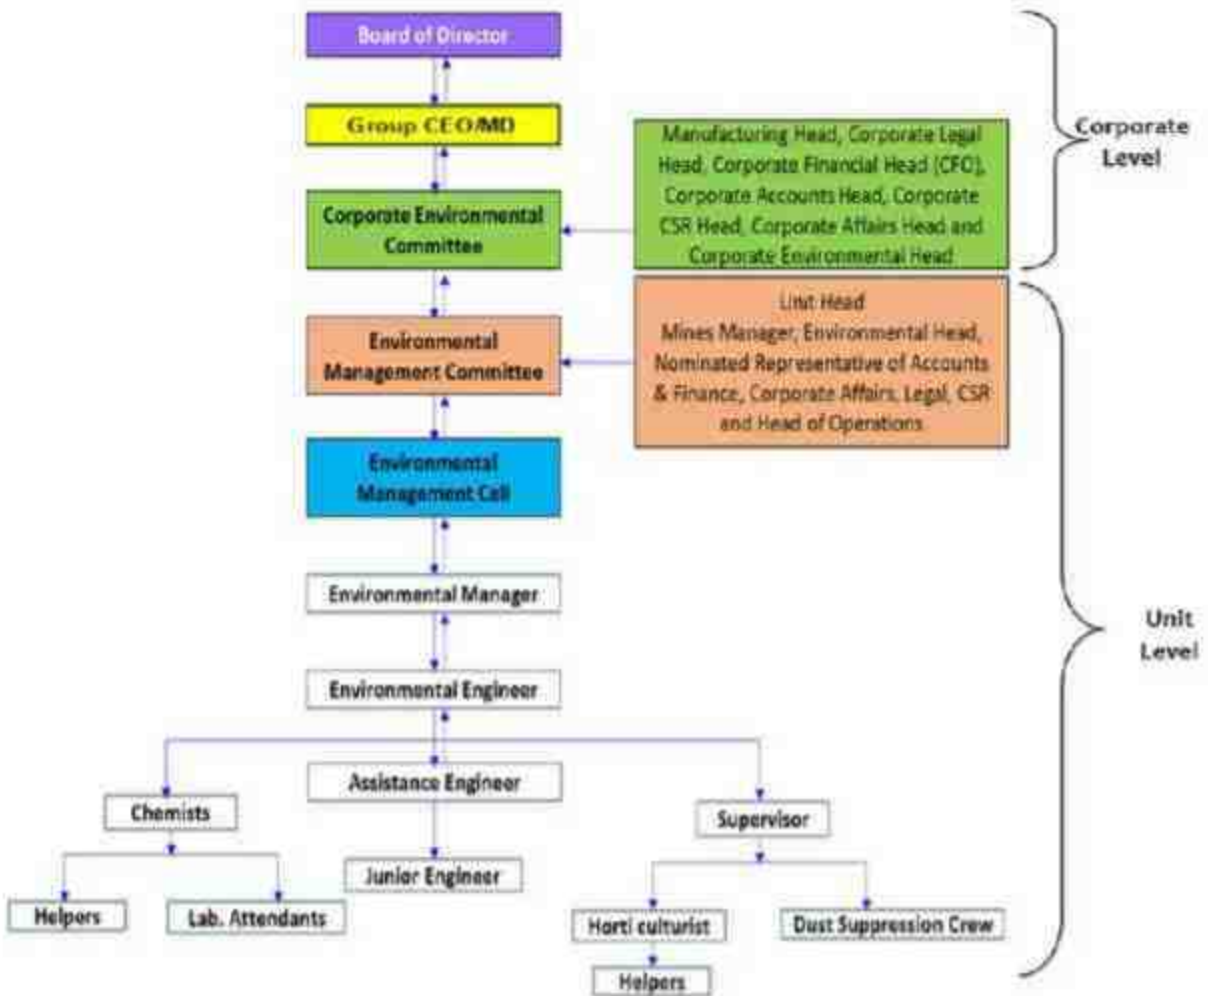 Board of Director
Group CEO/MD
Manufacturing Head, Corporate Legal
Head, Corporate Financial Head (CFO),
Corporate Accounts Head, Corporate
CSR Head, Corporate Affairs Head and
Corporate Environmental Head
Corporate
Level
Corporate Environmental
Committee
Unit Head
Mines Manager, Environmental Head,
Nominated Representative of Accounts
& Finance, Corporate Affairs, Legal, CSR
and Head of Operations
Environmental
Management Committee
Environmental
Management Cell
Environmental Manager
Unit
Level
Environmental Engineer
Assistance Engineer
Chemists
Supervisor
Junior Engineer
Helpers
Lab. Attendants
Horti culturist
Dust Suppression Crew
Helpers